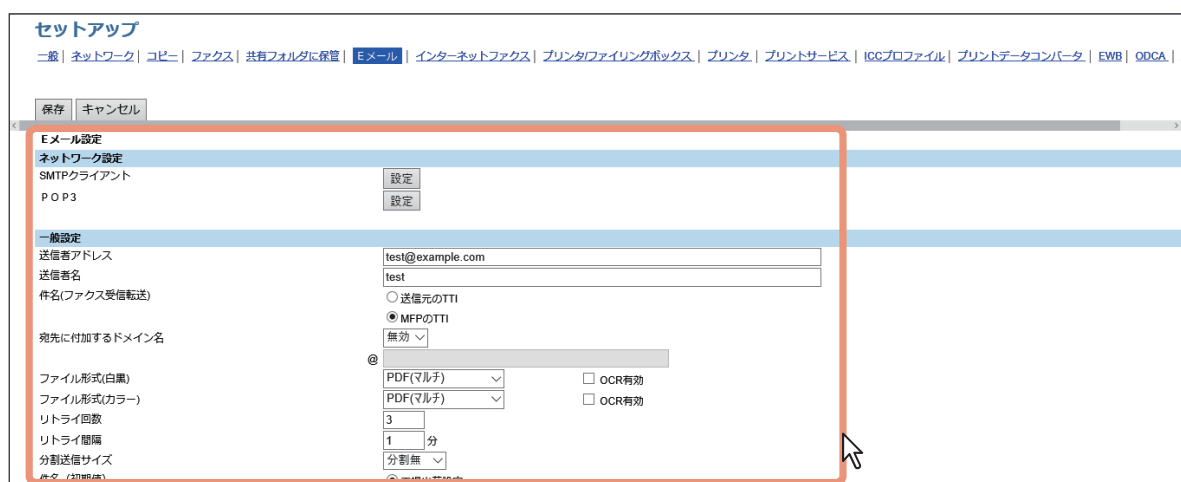 セットアップ
一般 | ネットワーク | コピー | ファクス | 共有フォルダに保管 | Eメール | インターネットファクス | プリンタ/ファイリングボックス | プリンタ | プリントサービス | ICCプロファイル | プリントデータコンバータ | EWB | ODCA |
保存 キャンセル
Eメール設定
ネットワーク設定
SMTPクライアント 設定
POP3 設定
一般設定
送信者アドレス test@example.com
送信者名 test
件名(ファクス受信転送) 送信元のTTI
MFPのTTI
宛先に付加するドメイン名 無効
@
ファイル形式(白黒) PDF(マルチ) OCR有効
ファイル形式(カラー) PDF(マルチ) OCR有効
リトライ回数 3
リトライ間隔 1 分
分割送信サイズ 分割無
件名 (初期値) 工場出荷設定